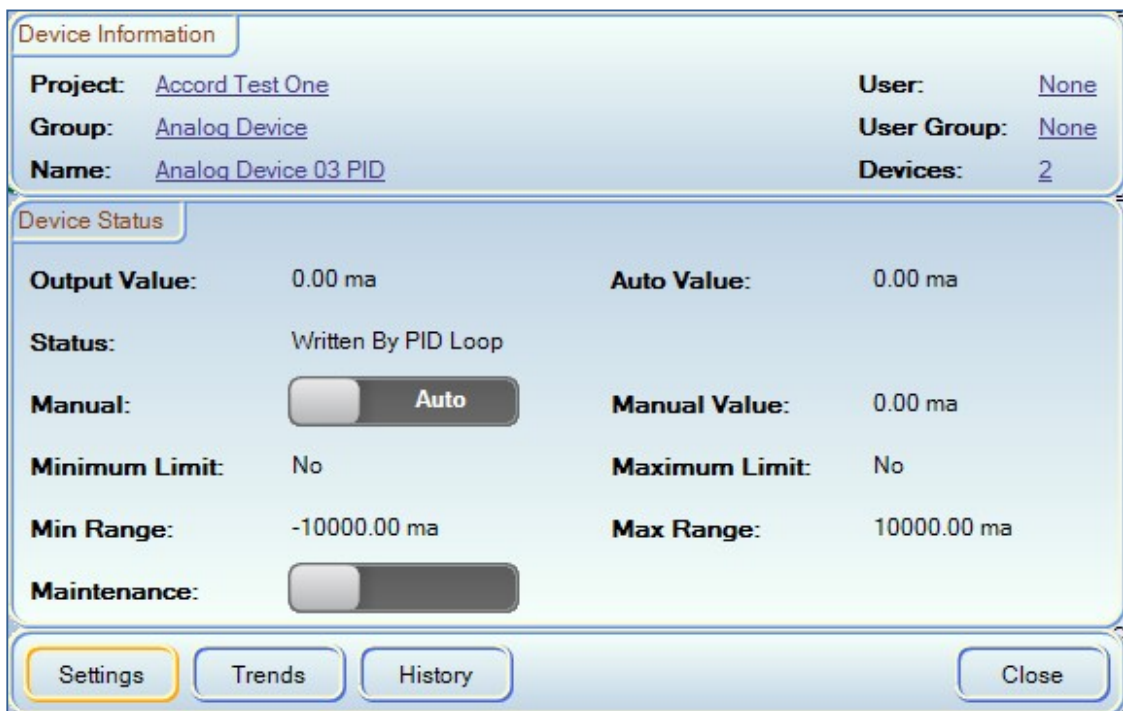 Device Information
Project: Accord Test One User: None
Group: Analog Device User Group: None
Name: Analog Device 03 PID Devices: 2
Device Status
Output Value: 0.00 ma Auto Value: 0.00 ma
Status: Written By PID Loop
Manual: Auto Manual Value: 0.00 ma
Minimum Limit: No Maximum Limit: No
Min Range: -10000.00 ma Max Range: 10000.00 ma
Maintenance:
Settings Trends History Close